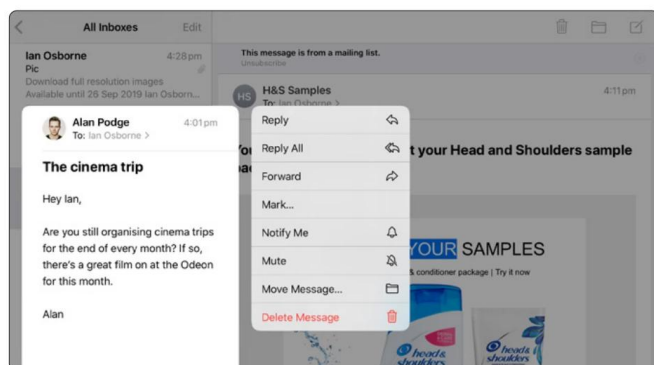 All Inboxes
Edit
Ian Osborne
4:28pm
Pic
Download full resolution images
Available until 26 Sep 2019 Ian Osborn...
This message is from a mailing list.
Unsubscribe
HS
H&S Samples
4:11pm
To: Ian Osborne >
Alan Podge
4:01pm
To: Ian Osborne >
The cinema trip
Hey Ian,
Are you still organising cinema trips
for the end of every month? If so,
there's a great film on at the Odeon
for this month.
Alan
Reply
Reply All
Forward
Mark...
Notify Me
Mute
Move Message...
Delete Message
t your Head and Shoulders sample
YOUR SAMPLES
& conditioner package | Try it now
head&
shoulders
head&
shoulders